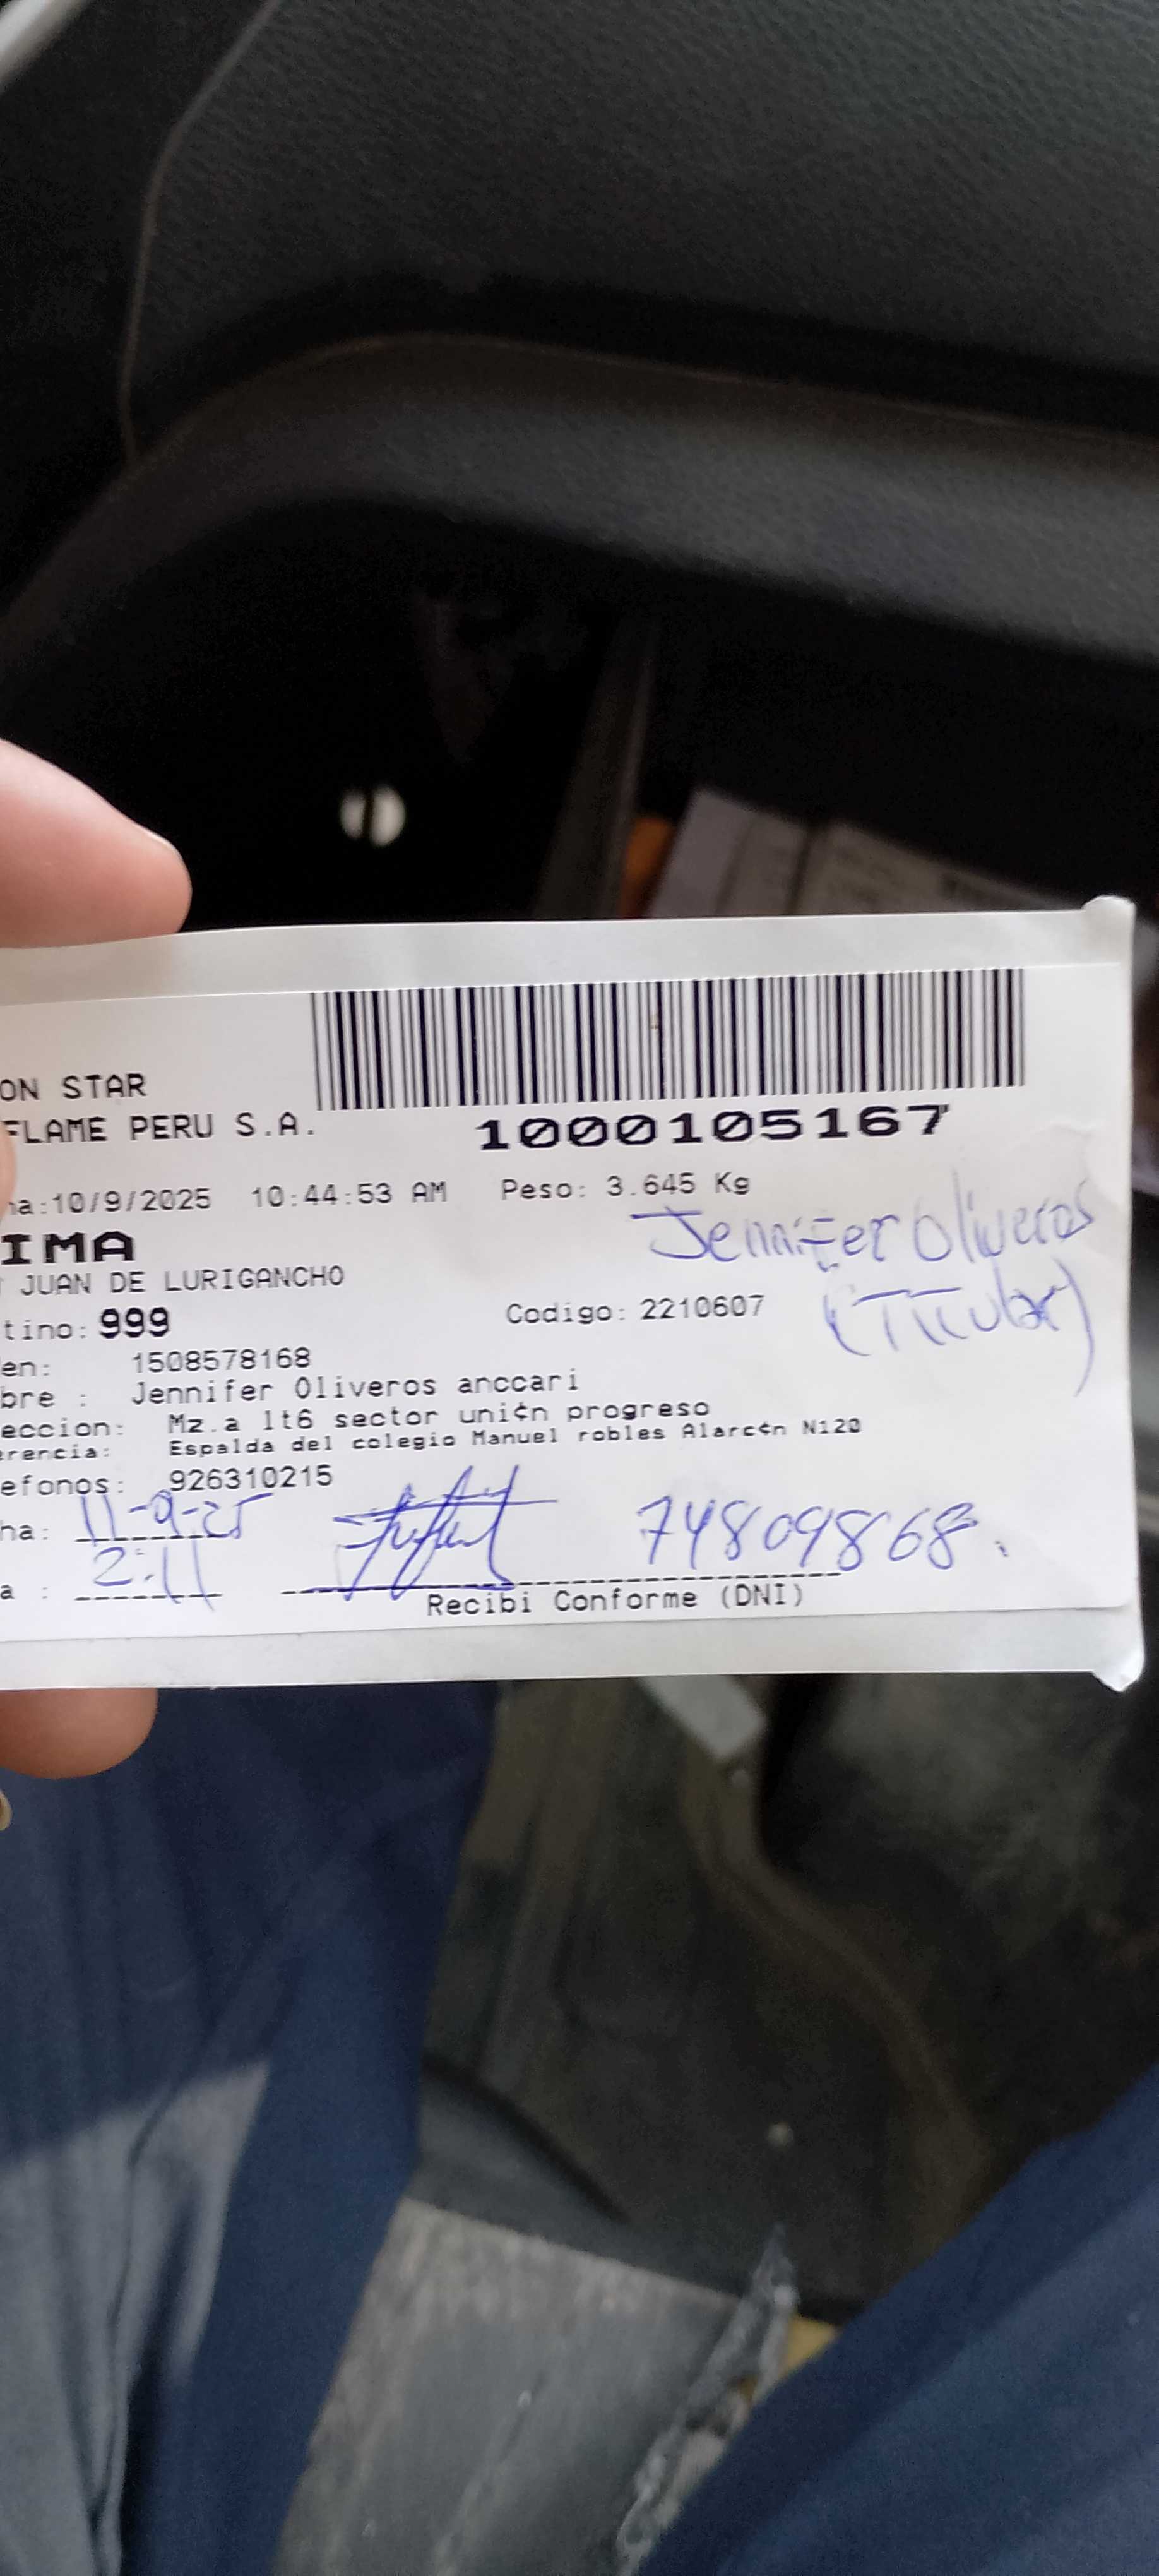 ON STAR
FLAME PERU S.A.
1000105167
ha:10/9/2025 10:44:53 AM Peso: 3.645 Kg
IMA
JUAN DE LURIGANCHO
Jennifer Oliveros
(Titular)
tino: 999
Codigo: 2210607
en: 1508578168
bre : Jennifer Oliveros anccari
eccion: Mz.a lt6 sector uni¢n progreso
erencia: Espalda del colegio Manuel robles Alarc¢n N120
efonos: 926310215
ha: 11-9-25
74809868.
a : 2:11
Recibi Conforme (DNI)